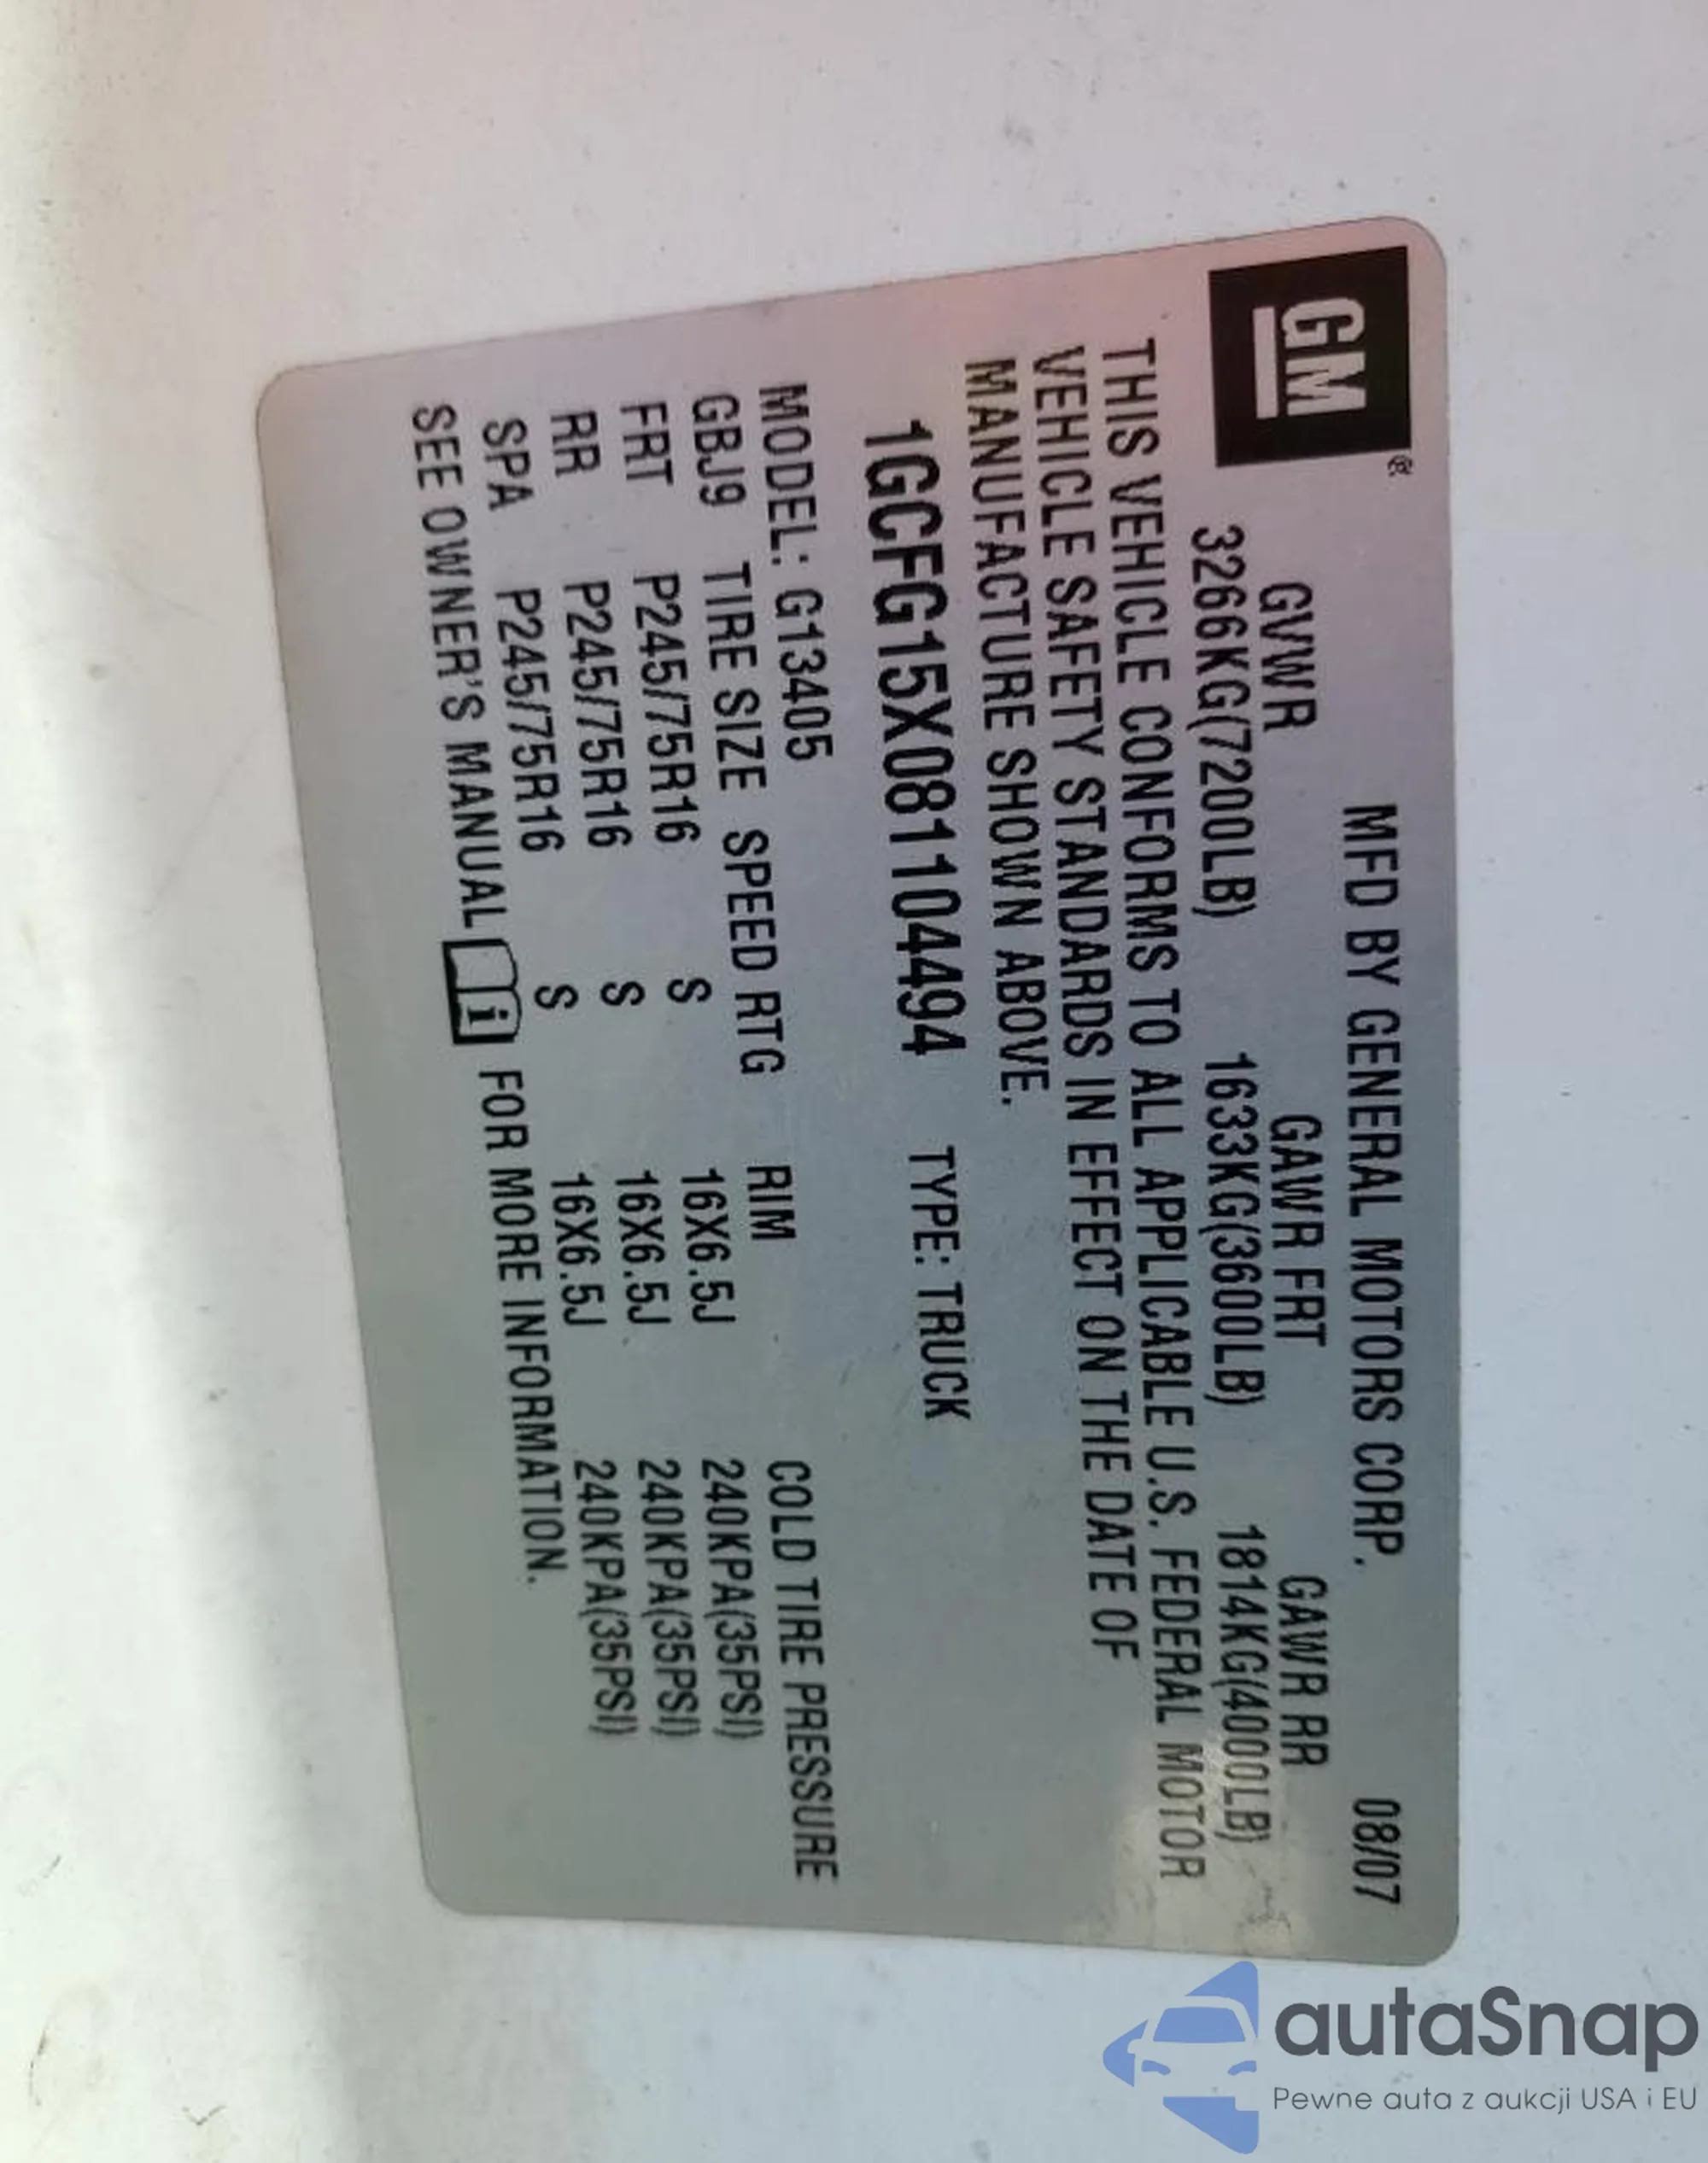 GM®
MFD BY GENERAL MOTORS CORP. 08/07
GVWR GAWR FRT GAWR RR
3266KG(7200LB) 1633KG(3600LB) 1814KG(4000LB)
THIS VEHICLE CONFORMS TO ALL APPLICABLE U.S. FEDERAL MOTOR
VEHICLE SAFETY STANDARDS IN EFFECT ON THE DATE OF
MANUFACTURE SHOWN ABOVE.
1GCFG15X081104494 TYPE: TRUCK
MODEL: G13405
GBJ9 TIRE SIZE SPEED RTG RIM COLD TIRE PRESSURE
FRT P245/75R16 S 16X6.5J 240KPA(35PSI)
RR P245/75R16 S 16X6.5J 240KPA(35PSI)
SPA P245/75R16 S 16X6.5J 240KPA(35PSI)
SEE OWNER'S MANUAL i FOR MORE INFORMATION.
autaSnap
Pewne auta z aukcji USA i EU